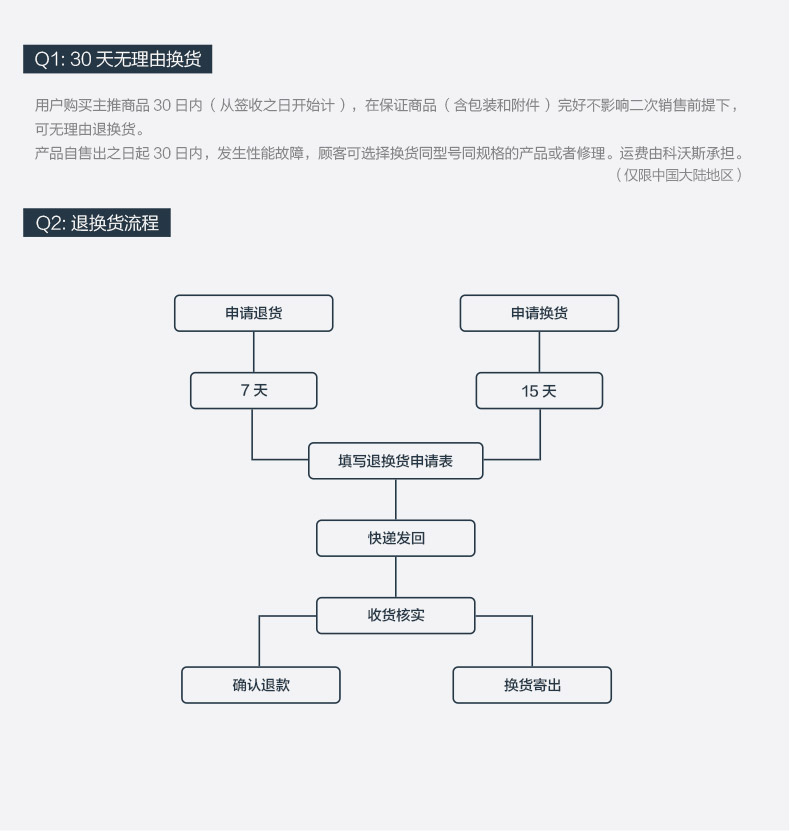 Q1: 30 天无理由换货
用户购买主推商品 30 日内（ 从签收之日开始计 ），在保证商品（ 含包装和附件 ）完好不影响二次销售前提下，
可无理由退换货。
产品自售出之日起 30 日内，发生性能故障，顾客可选择换货同型号同规格的产品或者修理。运费由科沃斯承担。
（ 仅限中国大陆地区 ）
Q2: 退换货流程
申请退货
申请换货
7 天
15 天
填写退换货申请表
快递发回
收货核实
确认退款
换货寄出